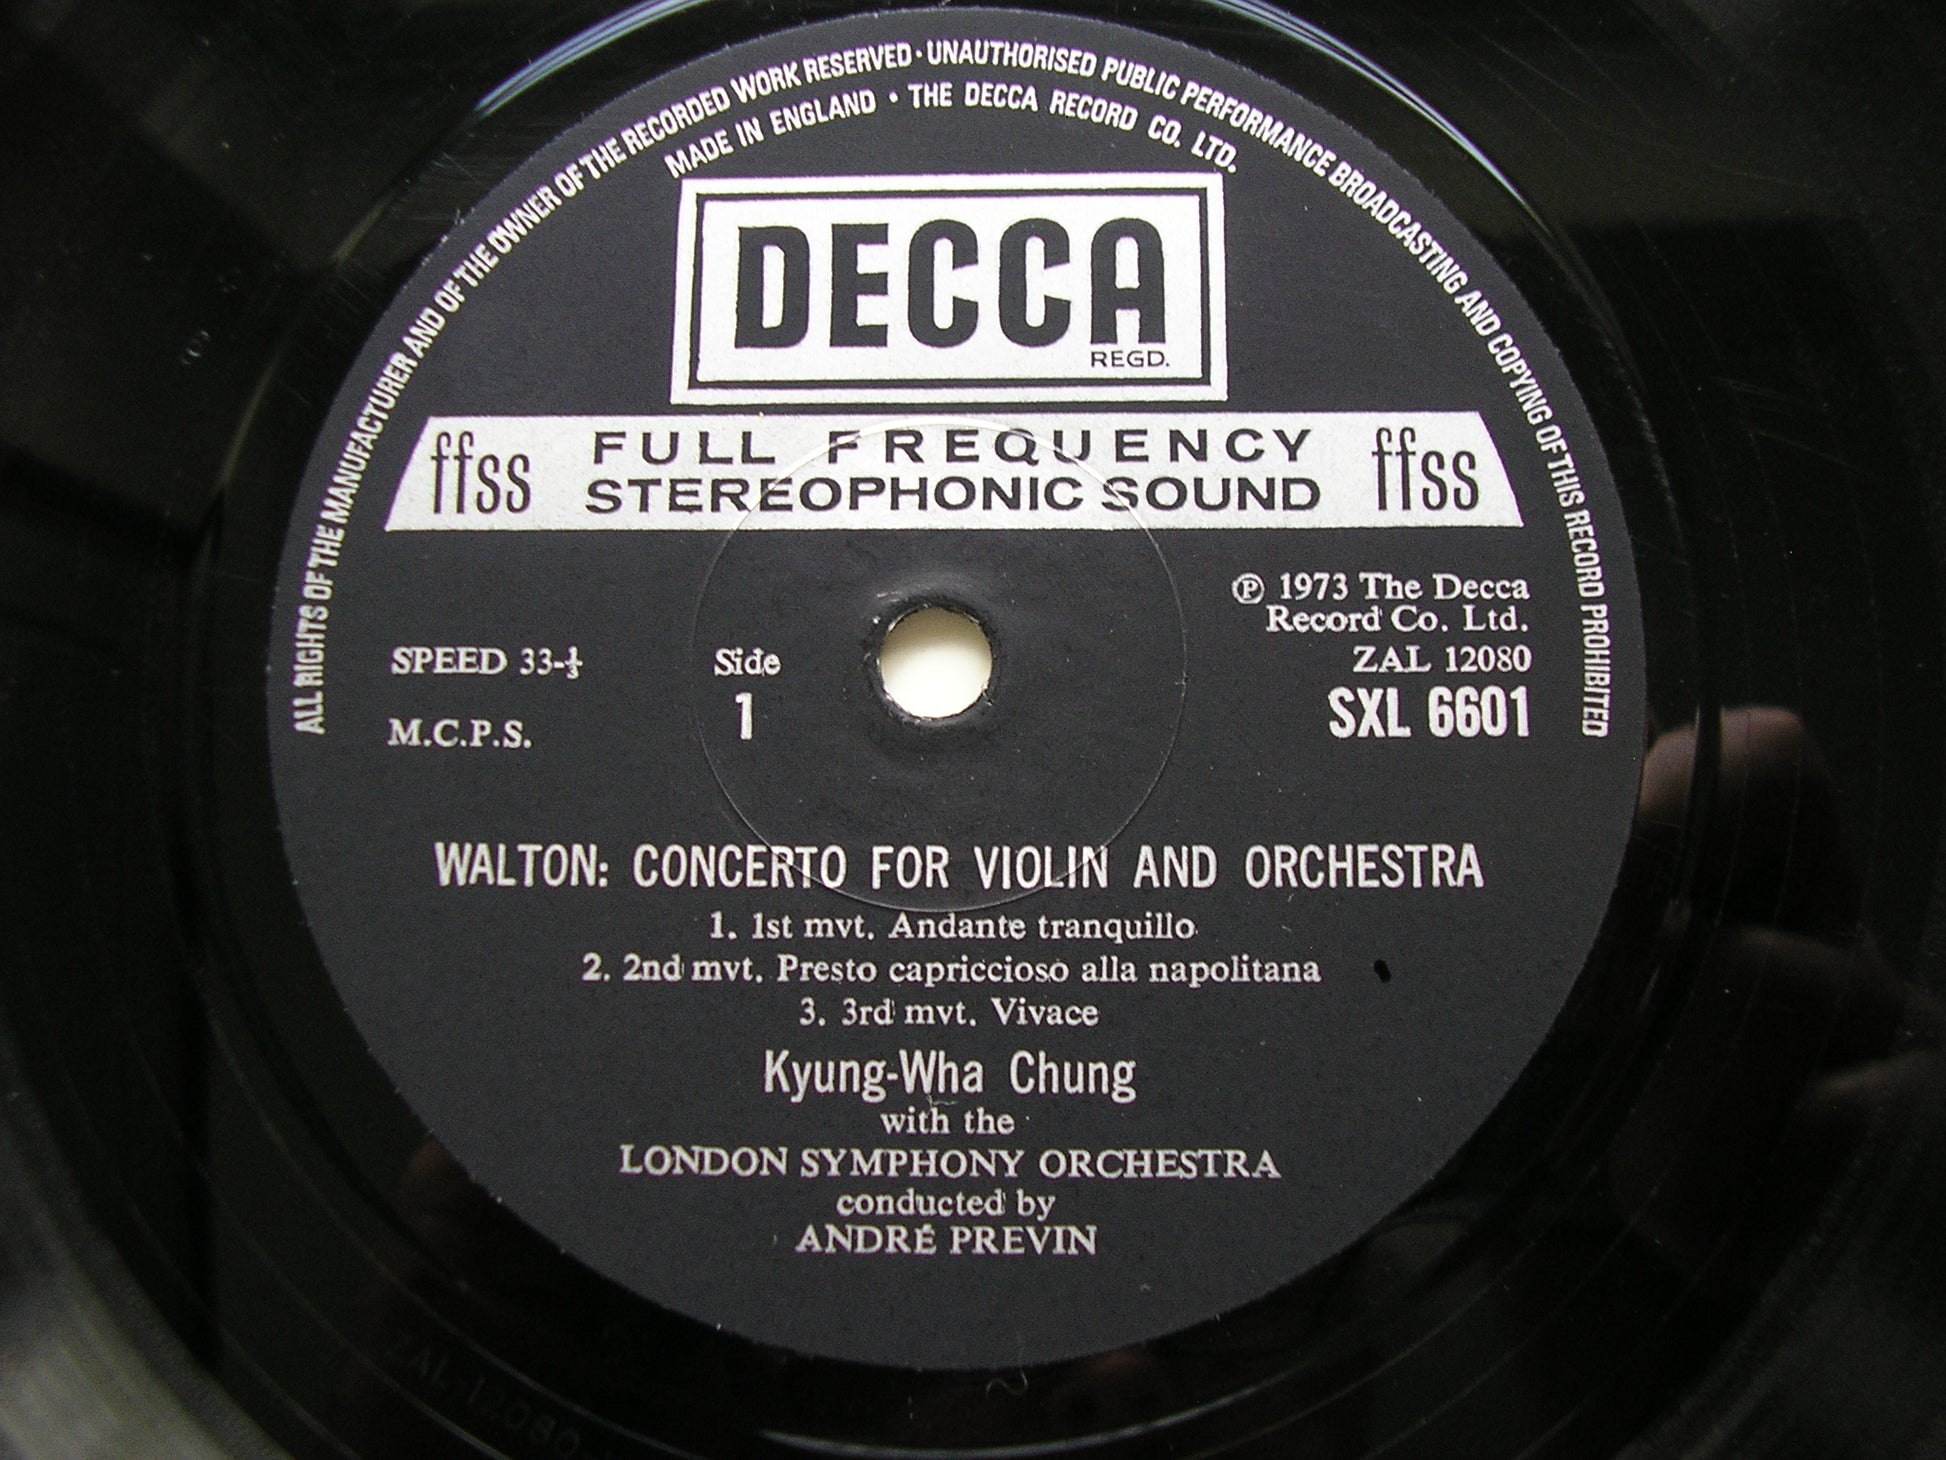 ALL RIGHTS OF THE MANUFACTURER AND OF THE OWNER OF THE RECORDED WORK RESERVED · UNAUTHORISED PUBLIC PERFORMANCE BROADCASTING AND COPYING OF THIS RECORD PROHIBITED
MADE IN ENGLAND • THE DECCA RECORD CO. LTD.
DECCA
REGD.
ffss FULL FREQUENCY STEREOPHONIC SOUND ffss
℗ 1973 The Decca
Record Co. Ltd.
SPEED 33-⅓
Side
ZAL 12080
M.C.P.S.
1
SXL 6601
WALTON: CONCERTO FOR VIOLIN AND ORCHESTRA
1. 1st mvt. Andante tranquillo
2. 2nd mvt. Presto capriccioso alla napolitana
3. 3rd mvt. Vivace
Kyung-Wha Chung
with the
LONDON SYMPHONY ORCHESTRA
conducted by
ANDRÉ PREVIN